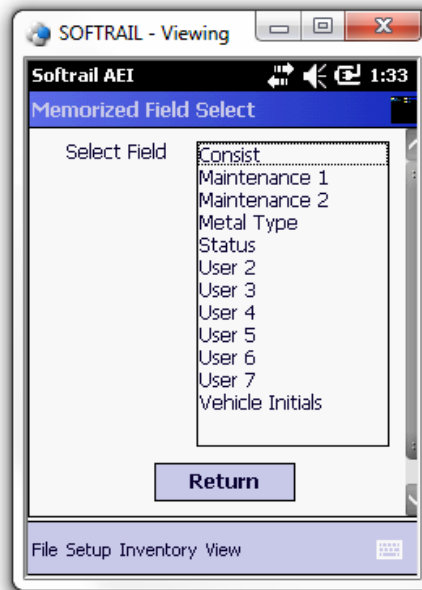 SOFTRAIL - Viewing
Softrail AEI 1:33
Memorized Field Select
Select Field
Consist
Maintenance 1
Maintenance 2
Metal Type
Status
User 2
User 3
User 4
User 5
User 6
User 7
Vehicle Initials
Return
File Setup Inventory View